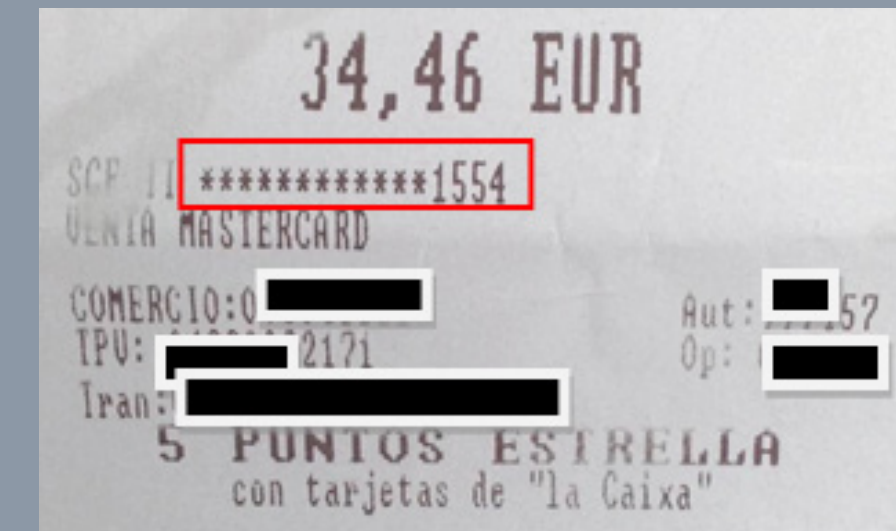 34,46 EUR
************1554
VENTA MASTERCARD
COMERCIO:0
Aut: 57
TPV: 2171
Op:
Tran:
5 PUNTOS ESTRELLA
con tarjetas de "la Caixa"